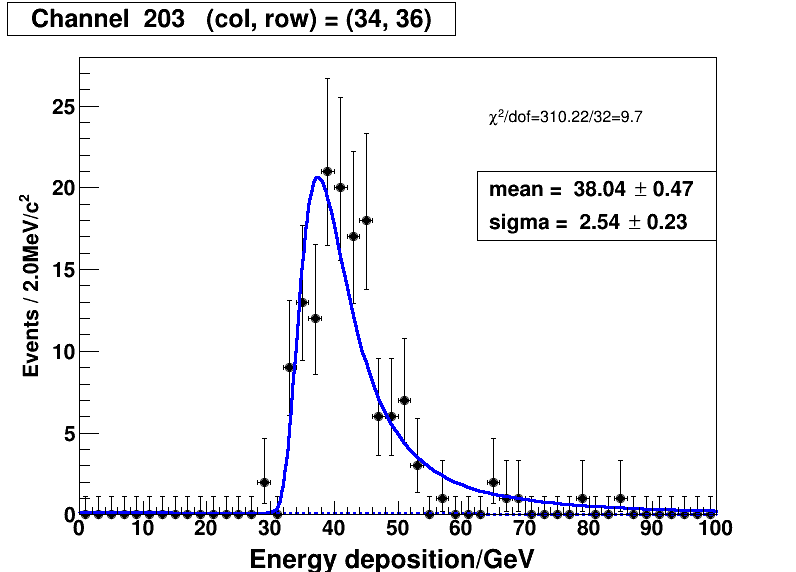 Channel  203   (col, row) = (34, 36)
χ²/dof=310.22/32=9.7
mean =  38.04 ± 0.47
sigma =  2.54 ± 0.23
Events / 2.0MeV/c²
25
20
15
10
5
0
0 10 20 30 40 50 60 70 80 90 100
Energy deposition/GeV